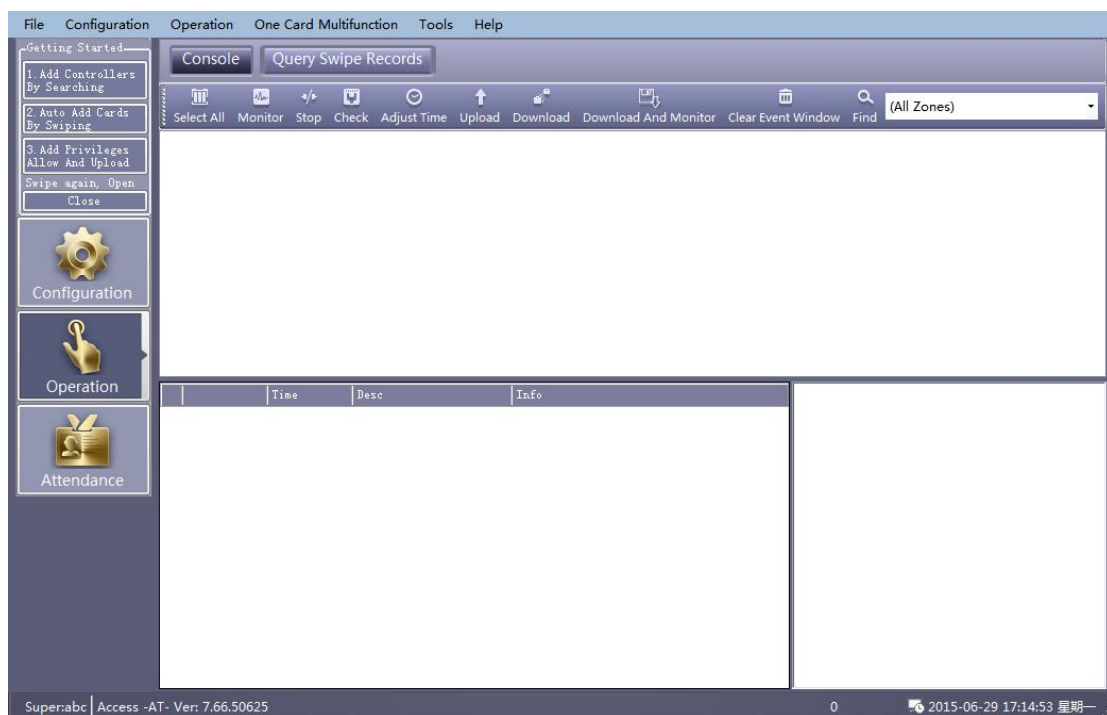 File Configuration Operation One Card Multifunction Tools Help
Getting Started
1.Add Controllers
By Searching
2.Auto Add Cards
By Swiping
3.Add Privileges
Allow And Upload
Swipe again, Open
Close
Configuration
Operation
Attendance
Console Query Swipe Records
Select All Monitor Stop Check Adjust Time Upload Download Download And Monitor Clear Event Window Find (All Zones)
Time Desc Info
Super:abc Access -AT- Ver: 7.66.50625 0 2015-06-29 17:14:53 星期一